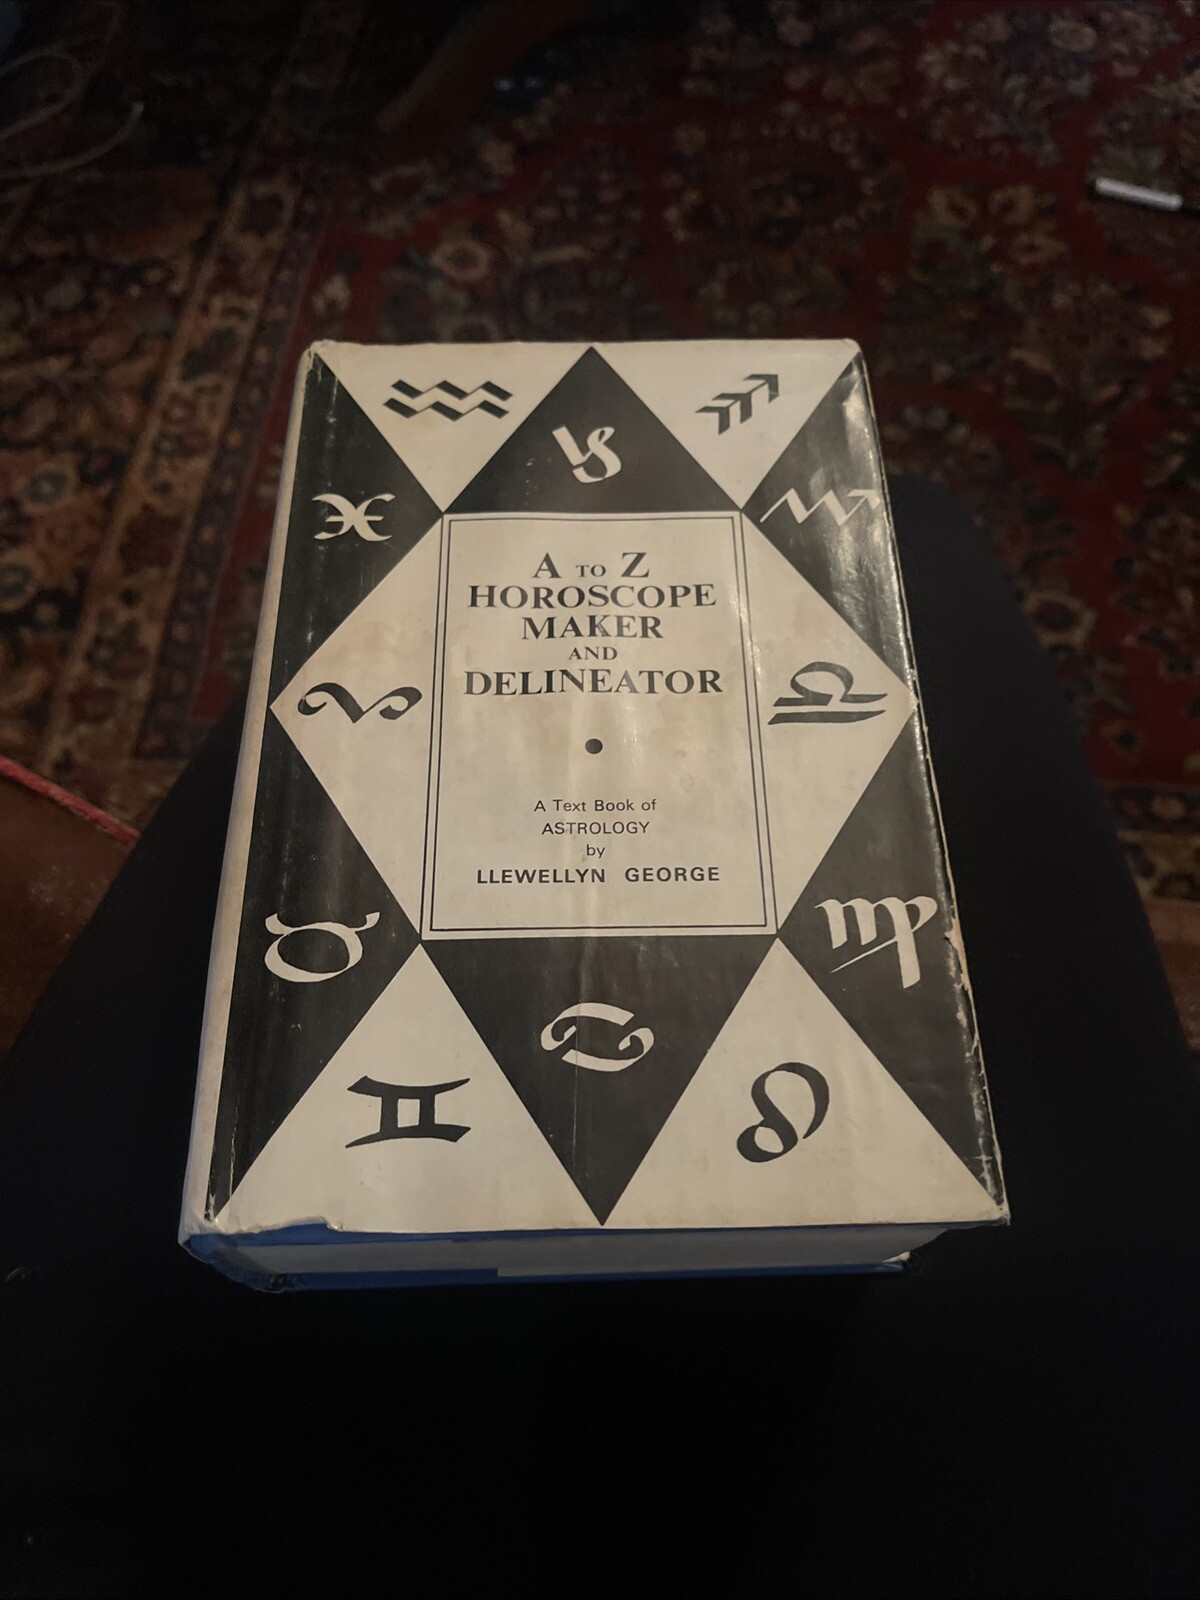 A TO Z
HOROSCOPE
MAKER
AND
DELINEATOR
A Text Book of
ASTROLOGY
by
LLEWELLYN GEORGE